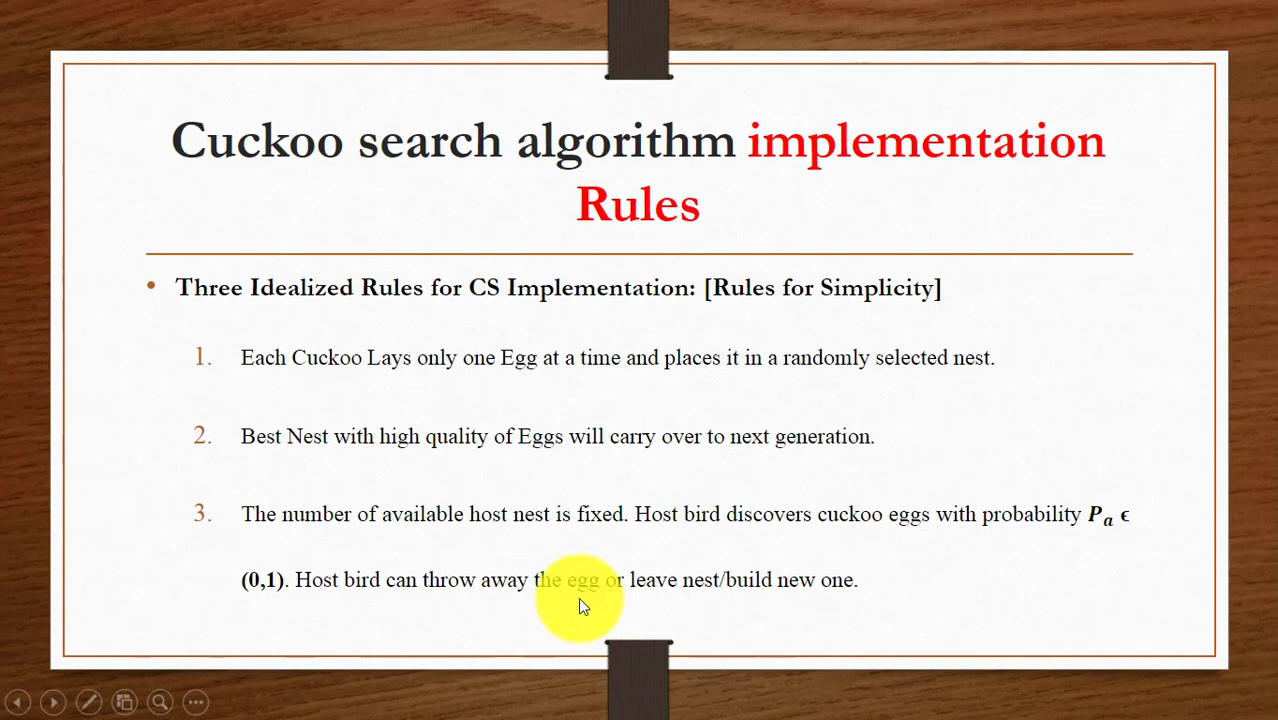 Cuckoo search algorithm implementation
Rules
• Three Idealized Rules for CS Implementation: [Rules for Simplicity]
1. Each Cuckoo Lays only one Egg at a time and places it in a randomly selected nest.
2. Best Nest with high quality of Eggs will carry over to next generation.
3. The number of available host nest is fixed. Host bird discovers cuckoo eggs with probability Pₐ ϵ
(0,1). Host bird can throw away the egg or leave nest/build new one.